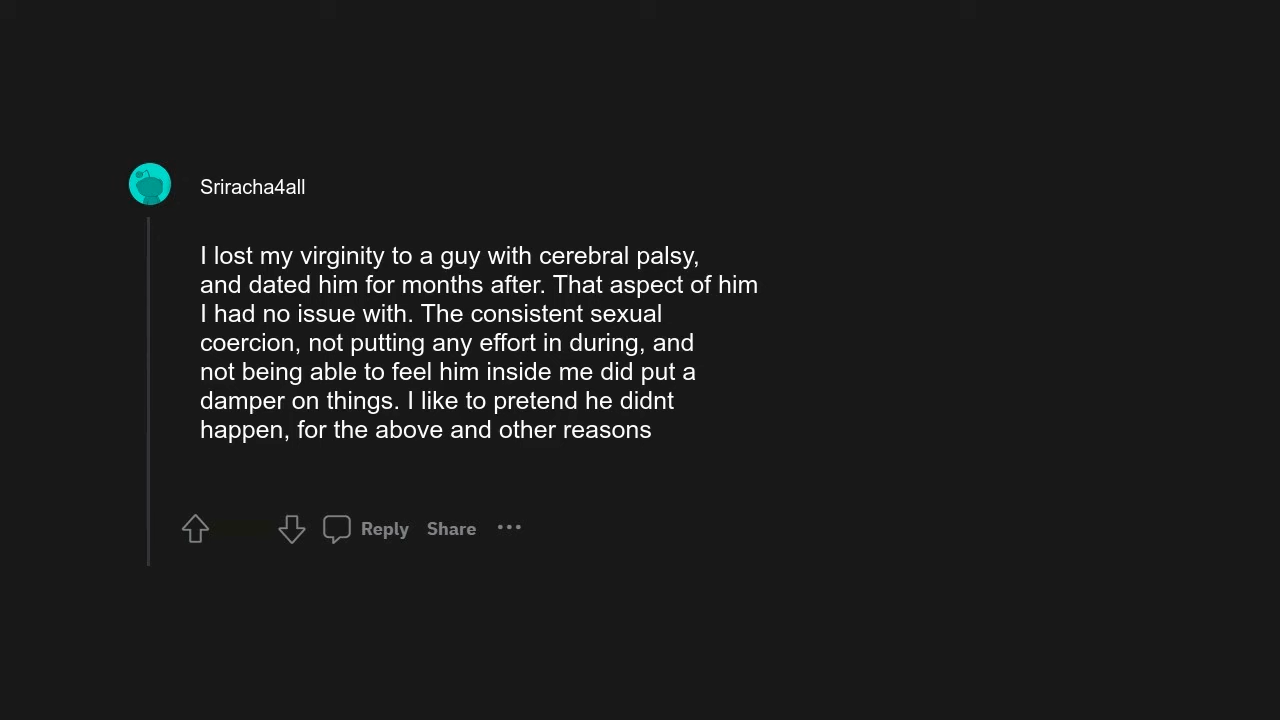 Sriracha4all
I lost my virginity to a guy with cerebral palsy,
and dated him for months after. That aspect of him
I had no issue with. The consistent sexual
coercion, not putting any effort in during, and
not being able to feel him inside me did put a
damper on things. I like to pretend he didnt
happen, for the above and other reasons
Reply Share